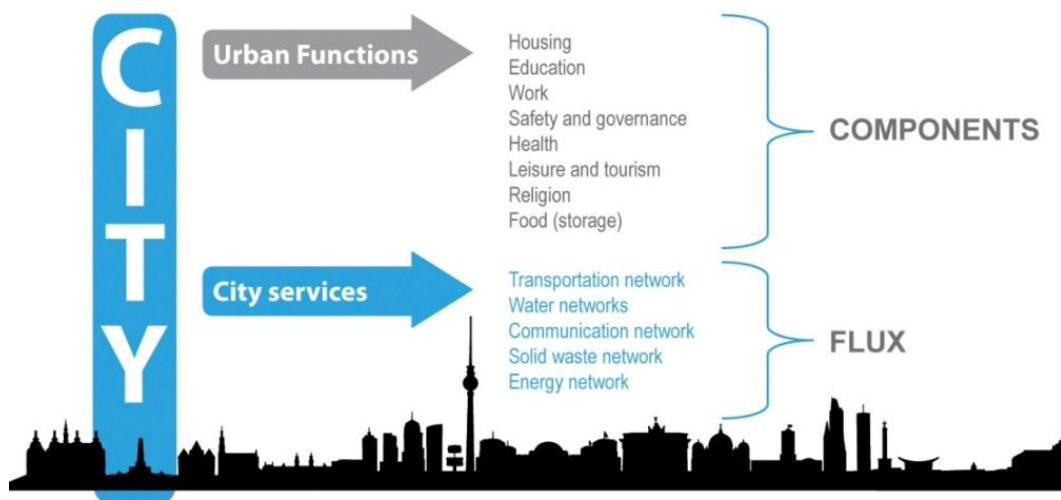 CITY
Urban Functions
Housing
Education
Work
Safety and governance
Health
Leisure and tourism
Religion
Food (storage)
COMPONENTS
City services
Transportation network
Water networks
Communication network
Solid waste network
Energy network
FLUX